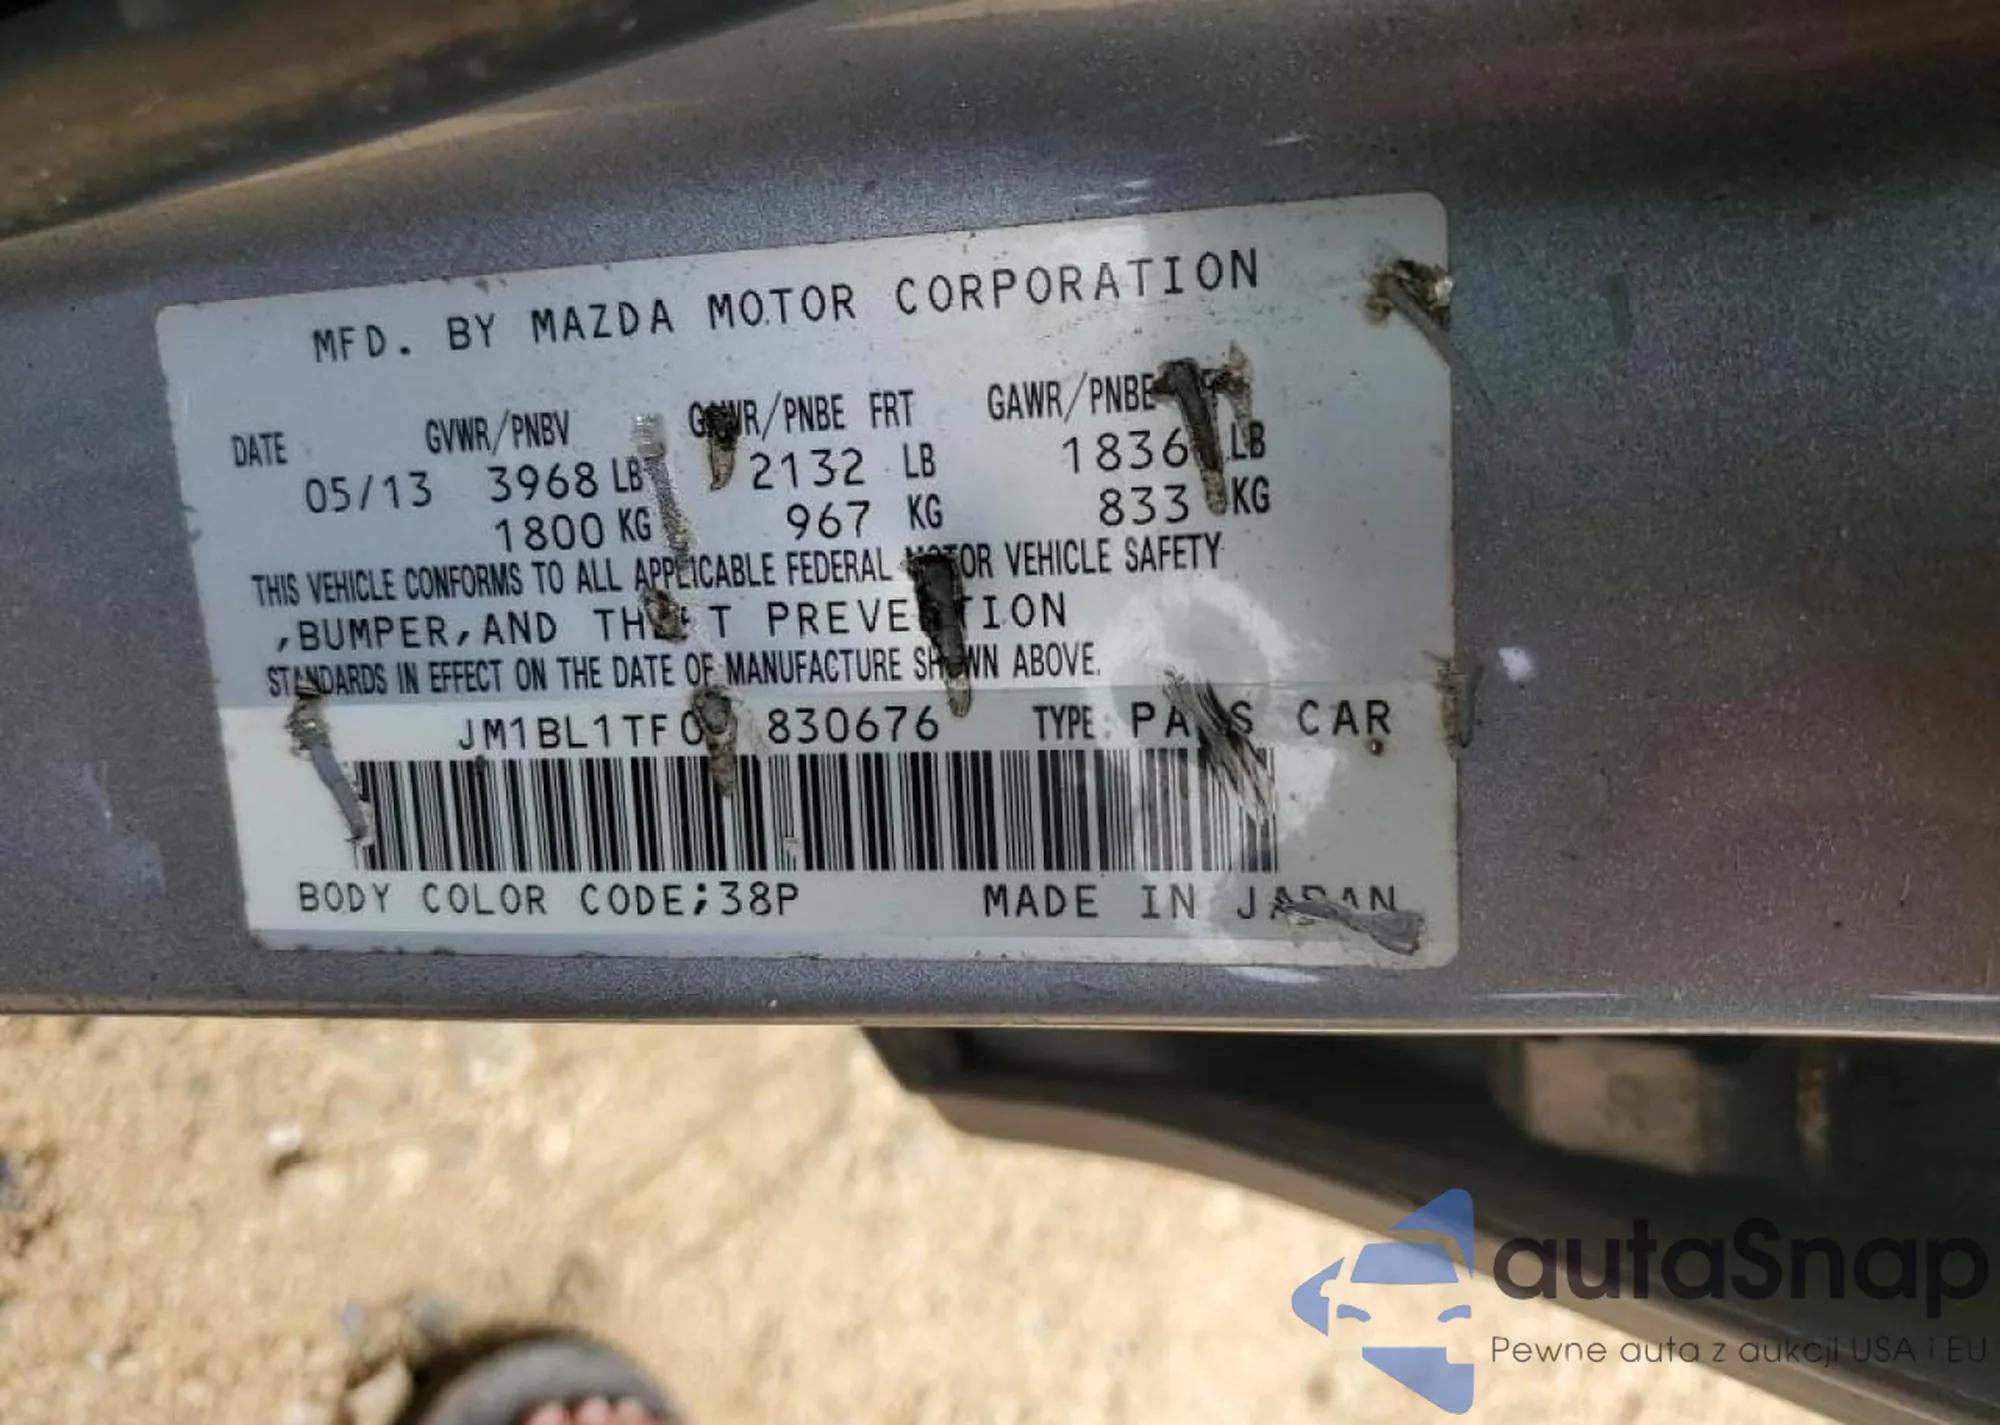 MFD. BY MAZDA MOTOR CORPORATION
DATE GVWR/PNBV GAWR/PNBE FRT GAWR/PNBE
05/13 3968 LB 2132 LB 1836 LB
1800 KG 967 KG 833 KG
THIS VEHICLE CONFORMS TO ALL APPLICABLE FEDERAL MOTOR VEHICLE SAFETY
,BUMPER,AND THEFT PREVENTION
STANDARDS IN EFFECT ON THE DATE OF MANUFACTURE SHOWN ABOVE.
830676 TYPE: PASS CAR
BODY COLOR CODE;38P MADE IN JAPAN
autaSnap
Pewne auta z aukcji USA i EU